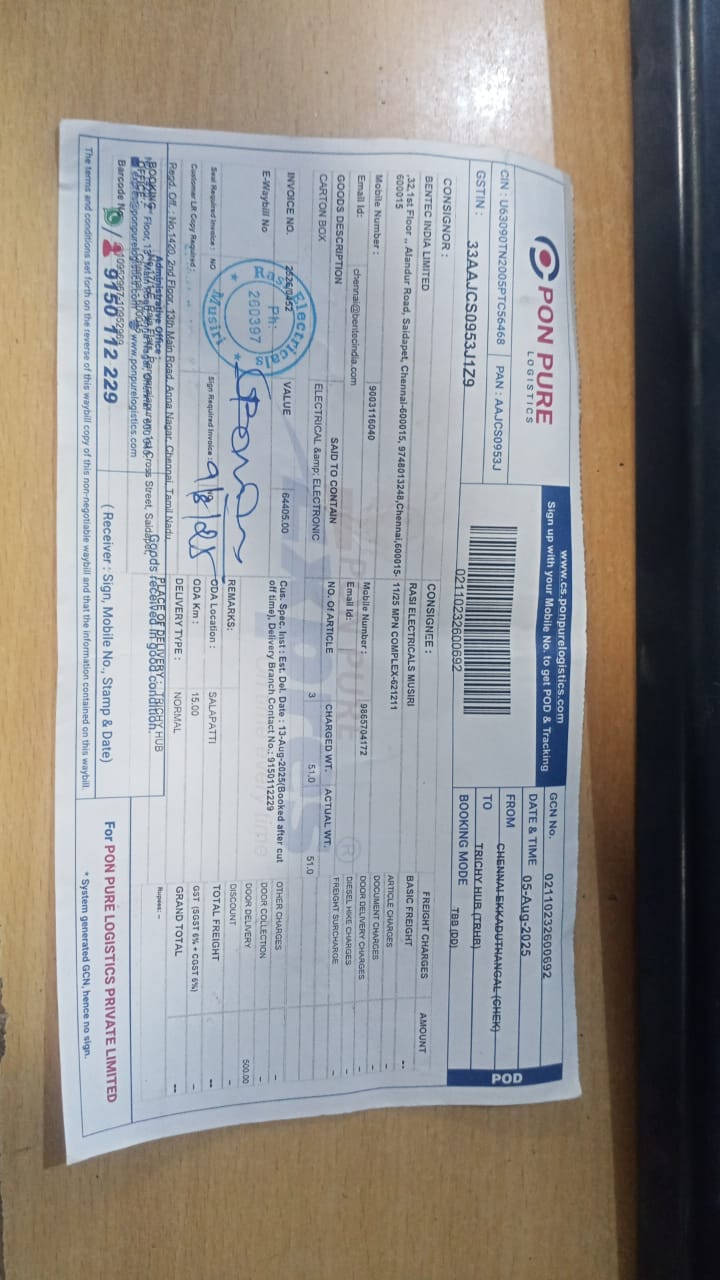 PON PURE
LOGISTICS
www.cs.ponpurelogistics.com
Sign up with your Mobile No. to get POD & Tracking
CIN : U63090TN2005PTC56468 PAN : AAJCS0953J
GSTIN : 33AAJCS0953J1Z9
02110232600692
GCN No. 02110232600692
DATE & TIME 05-Aug-2025
FROM CHENNAI-EKKADUTHANGAL (CHEK)
TO TRICHY HUB (TRHB)
BOOKING MODE TBB (DD)
POD
CONSIGNOR :
BENTEC INDIA LIMITED
,32,1st Floor ,, Alandur Road, Saidapet, Chennai-600015, 9748013248,Chennai,600015-
600015
Mobile Number : 9003116040
Email Id: chennai@bentecindia.com
CONSIGNEE :
RASI ELECTRICALS MUSIRI
11/25 MPN COMPLEX-621211
Mobile Number : 9865704172
Email Id:
FREIGHT CHARGES AMOUNT
BASIC FREIGHT --
ARTICLE CHARGES -
DOCUMENT CHARGES -
DOOR DELIVERY CHARGES -
DIESEL HIKE CHARGES -
FREIGHT SURCHARGE -
OTHER CHARGES -
DOOR COLLECTION -
DOOR DELIVERY 500.00
DISCOUNT -
TOTAL FREIGHT --
GST (SGST 6% + CGST 6%) -
GRAND TOTAL --
Rupees: --
GOODS DESCRIPTION SAID TO CONTAIN NO. Of ARTICLE CHARGED WT. ACTUAL WT.
CARTON BOX ELECTRICAL &amp; ELECTRONIC 3 51.0 51.0
INVOICE NO. 2526/0452 VALUE 64405.00
E-Waybill No
Cus. Spec. Inst : Est. Del. Date : 13-Aug-2025(Booked after cut
off time), Delivery Branch Contact No.: 9150112229
REMARKS:
Rasi Electricals
Ph:
260397
* Musiri *
9/8/25
Seal Required Invoice : NO Sign Required Invoice :
Customer LR Copy Required :
ODA Location : SALAPATTI
ODA Km : 15.00
DELIVERY TYPE : NORMAL
PLACE OF DELIVERY : TRICHY HUB
Goods received in good condition.
Regd. Off. : No.1420, 2nd Floor, 13th Main Road, Anna Nagar, Chennai, Tamil Nadu
Administrative Office :
www.ponpurelogistics.com
Barcode No
9150 112 229
( Receiver : Sign, Mobile No., Stamp & Date)
For PON PURE LOGISTICS PRIVATE LIMITED
* System generated GCN, hence no sign.
The terms and conditions set forth on the reverse of this waybill copy of this non-negotiable waybill and that the information contained on this waybill.